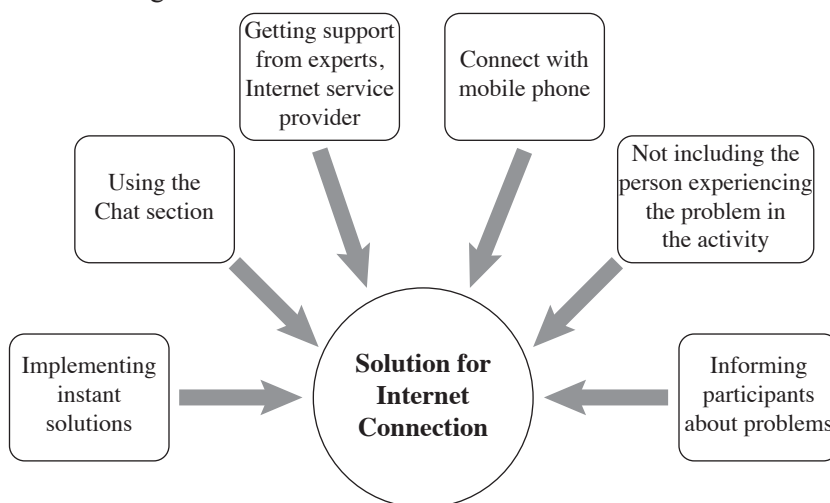 Getting support
from experts,
Internet service
provider
Connect with
mobile phone
Using the
Chat section
Not including the
person experiencing
the problem in
the activity
Implementing
instant
solutions
Solution for
Internet
Connection
Informing
participants
about problems